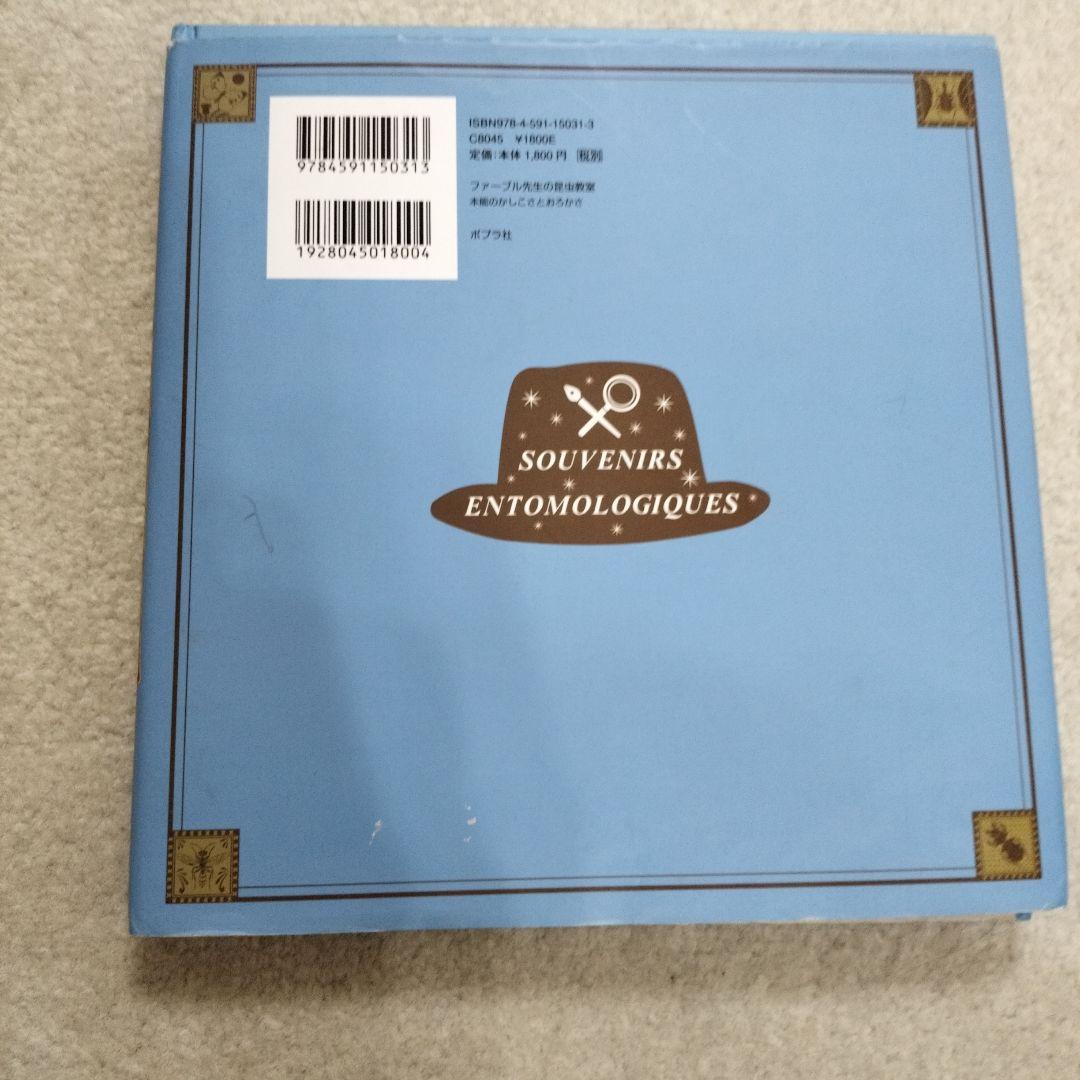 9784591150313
1928045018004
ISBN978-4-591-15031-3
C8045 ¥1800E
定価:本体 1,800 円 [税別]
ファーブル先生の昆虫教室
本能のかしこさとおろかさ
ポプラ社
SOUVENIRS
ENTOMOLOGIQUES